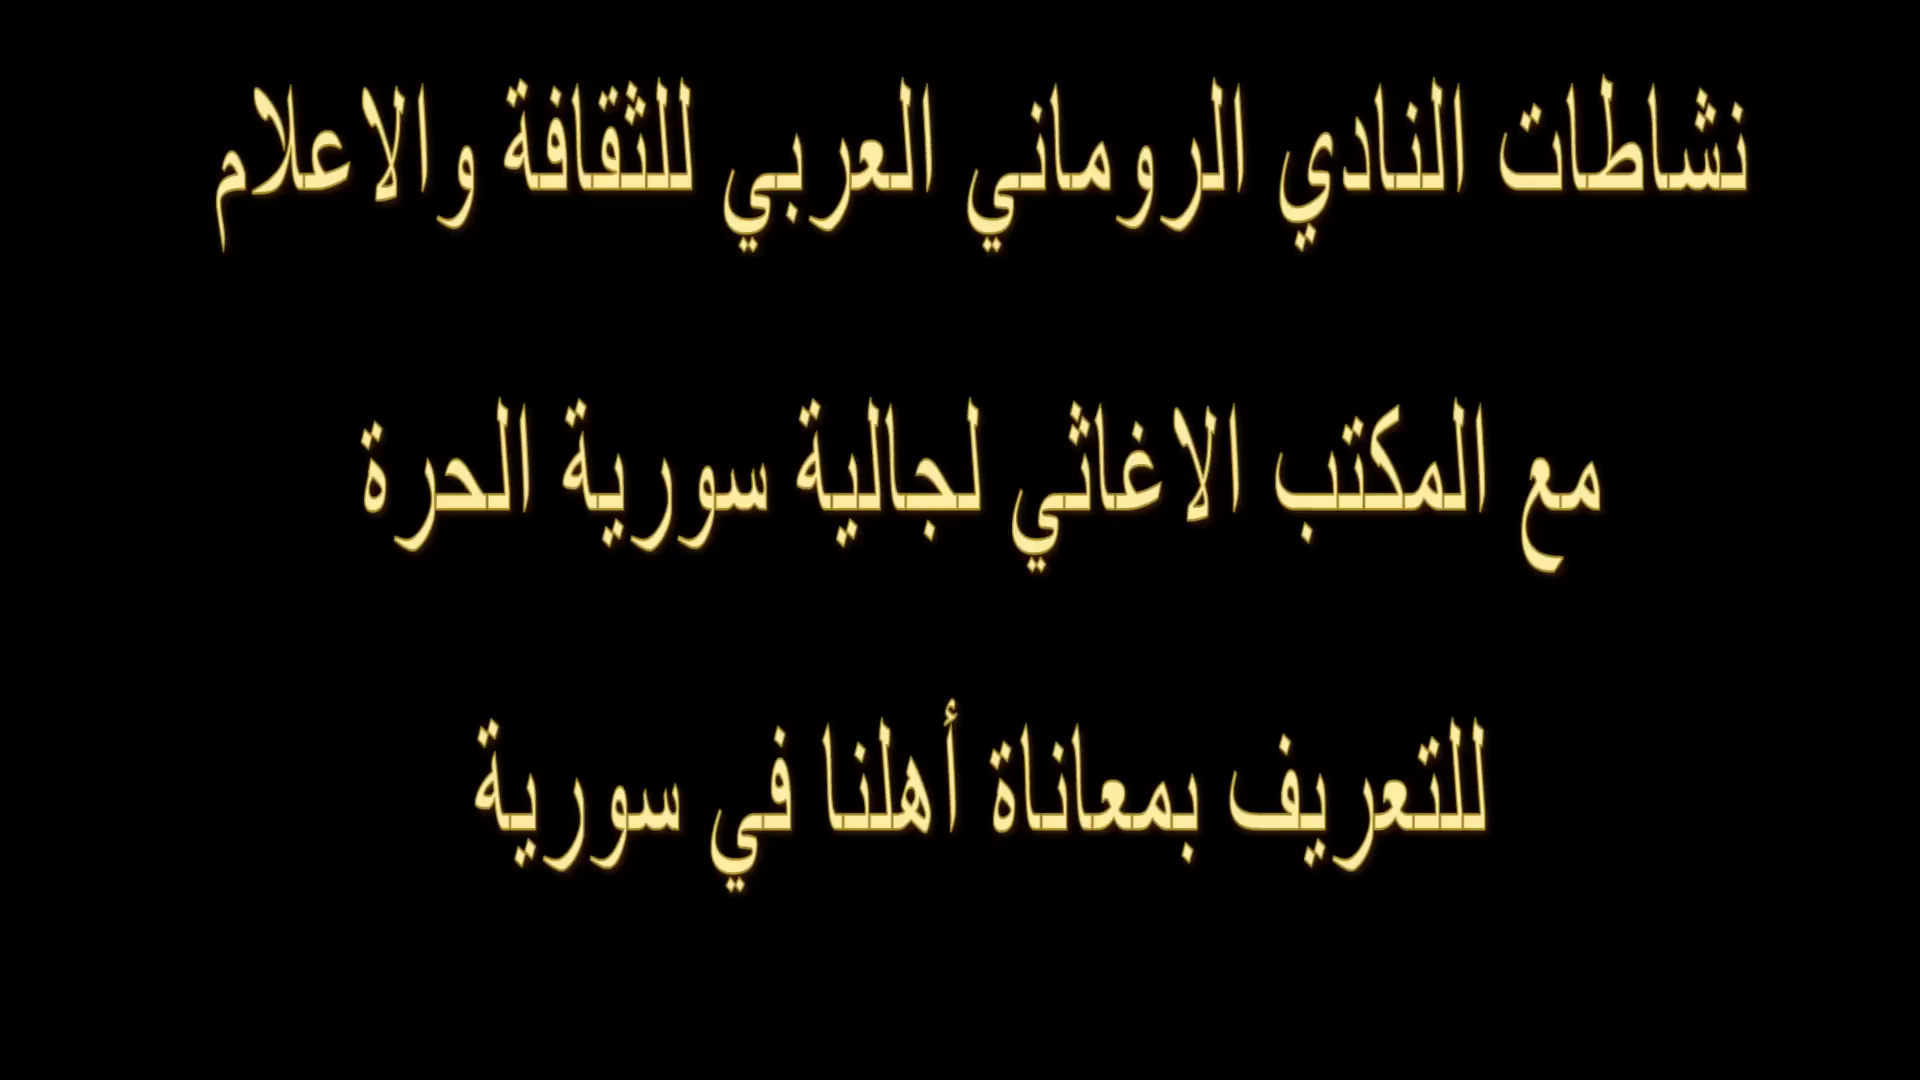 نشاطات النادي الروماني العربي للثقافة والاعلام
مع المكتب الاغاثي لجالية سورية الحرة
للتعريف بمعاناة أهلنا في سورية